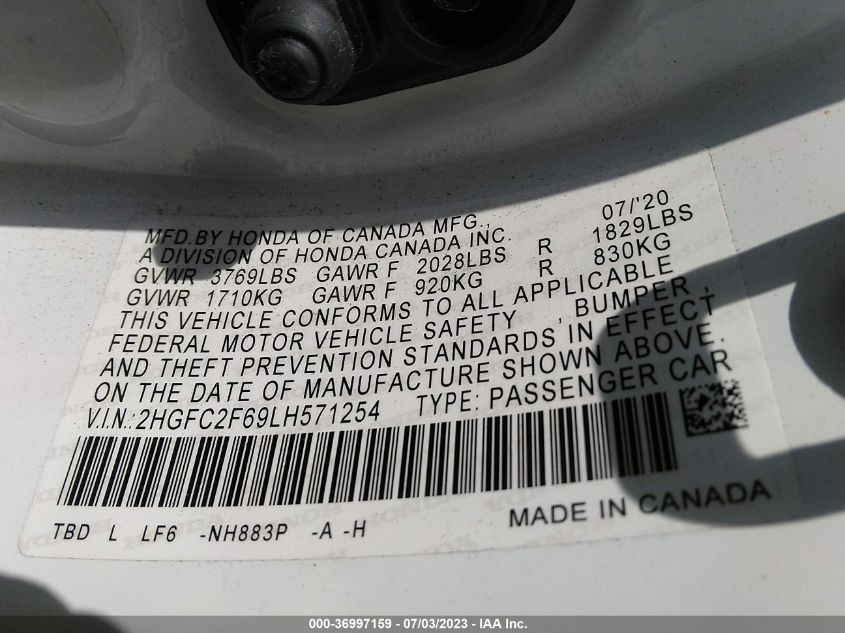 MFD.BY HONDA OF CANADA MFG., 07/'20
A DIVISION OF HONDA CANADA INC.
GVWR 3769LBS GAWR F 2028LBS R 1829LBS
GVWR 1710KG GAWR F 920KG R 830KG
THIS VEHICLE CONFORMS TO ALL APPLICABLE
FEDERAL MOTOR VEHICLE SAFETY , BUMPER ,
AND THEFT PREVENTION STANDARDS IN EFFECT
ON THE DATE OF MANUFACTURE SHOWN ABOVE.
V.I.N.: 2HGFC2F69LH571254 TYPE: PASSENGER CAR
TBD L LF6 -NH883P -A -H MADE IN CANADA
000-36997159 - 07/03/2023 - IAA Inc.